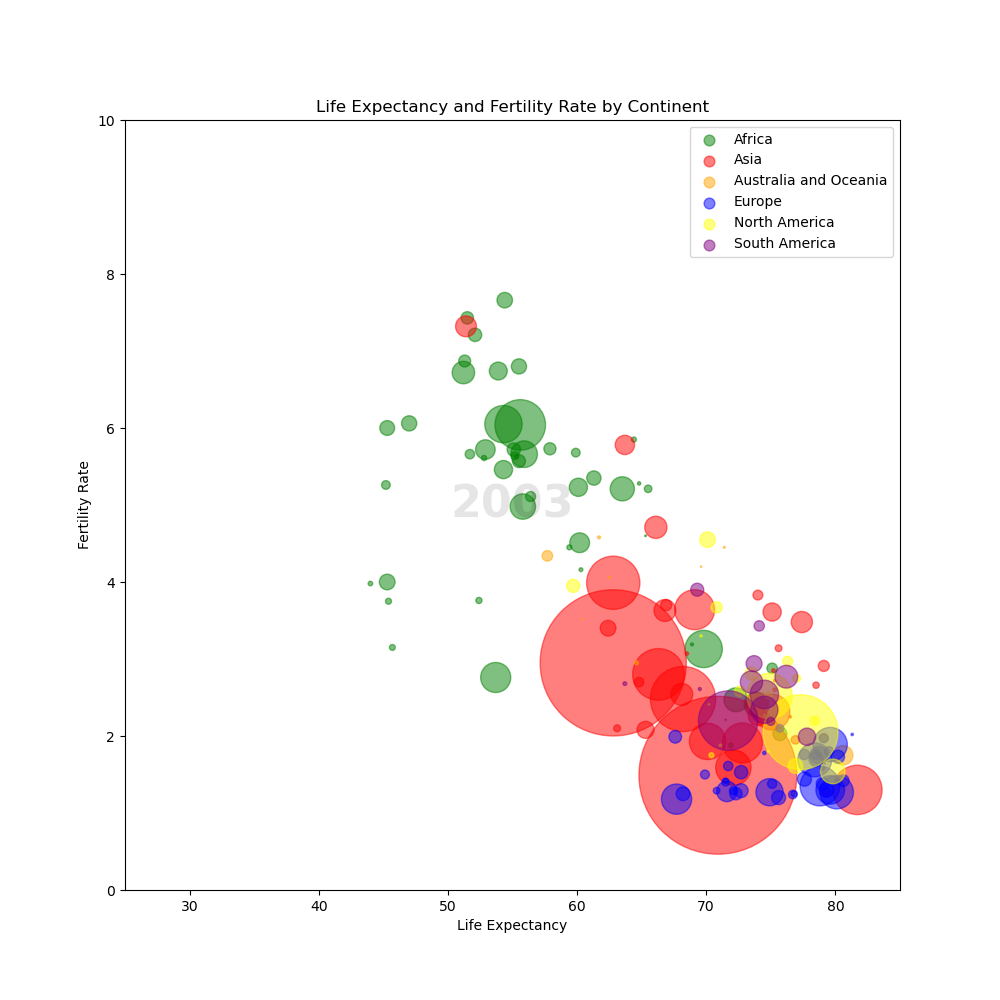 Life Expectancy and Fertility Rate by Continent
10
8
6
4
2
0
Fertility Rate
Africa
Asia
Australia and Oceania
Europe
North America
South America
2003
30 40 50 60 70 80
Life Expectancy